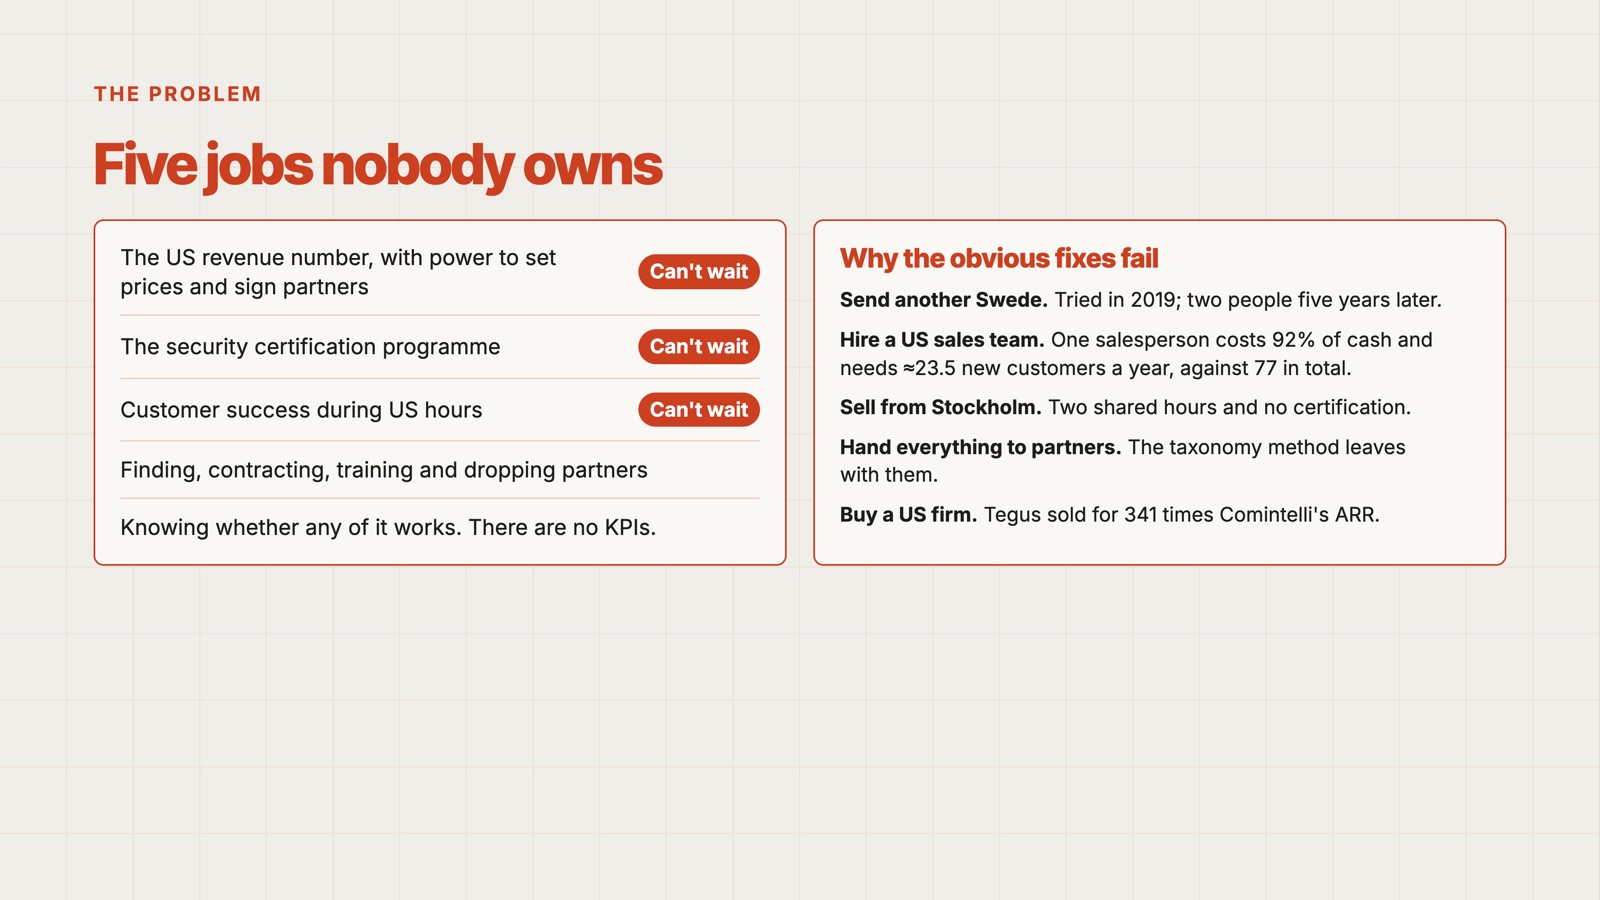 THE PROBLEM
Five jobs nobody owns
The US revenue number, with power to set
prices and sign partners
Can't wait
The security certification programme
Can't wait
Customer success during US hours
Can't wait
Finding, contracting, training and dropping partners
Knowing whether any of it works. There are no KPIs.
Why the obvious fixes fail
Send another Swede. Tried in 2019; two people five years later.
Hire a US sales team. One salesperson costs 92% of cash and
needs ≈23.5 new customers a year, against 77 in total.
Sell from Stockholm. Two shared hours and no certification.
Hand everything to partners. The taxonomy method leaves
with them.
Buy a US firm. Tegus sold for 341 times Comintelli's ARR.